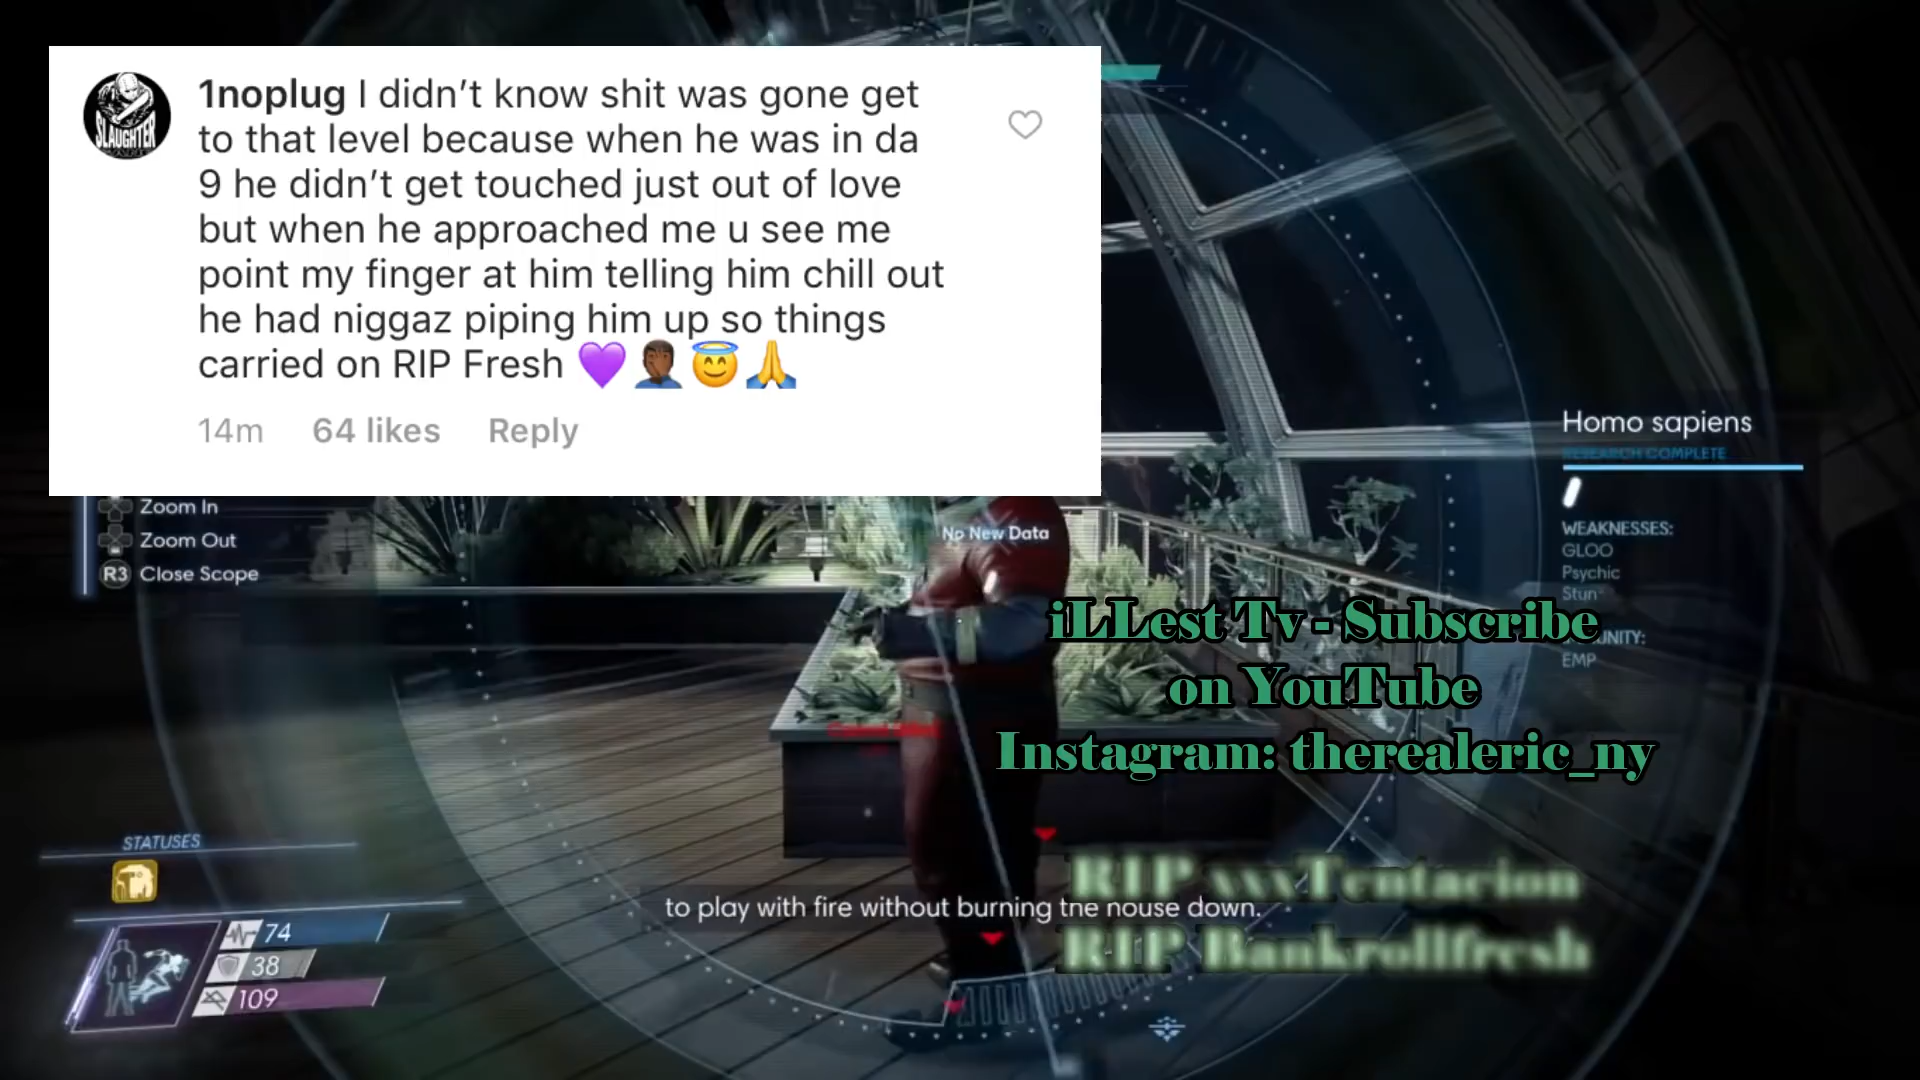 1noplug I didn’t know shit was gone get
to that level because when he was in da
9 he didn’t get touched just out of love
but when he approached me u see me
point my finger at him telling him chill out
he had niggaz piping him up so things
carried on RIP Fresh 💜🤦🏾‍♂️😇🙏
14m 64 likes Reply
SLAUGHTER
Homo sapiens
RESEARCH COMPLETE
WEAKNESSES:
GLOO
Psychic
Stun
UNITY:
EMP
Zoom In
Zoom Out
R3 Close Scope
No New Data
iLLest Tv - Subscribe
on YouTube
Instagram: therealeric_ny
STATUSES
74
38
109
to play with fire without burning the house down.
RIP xxxTentacion
RIP Bankrollfresh